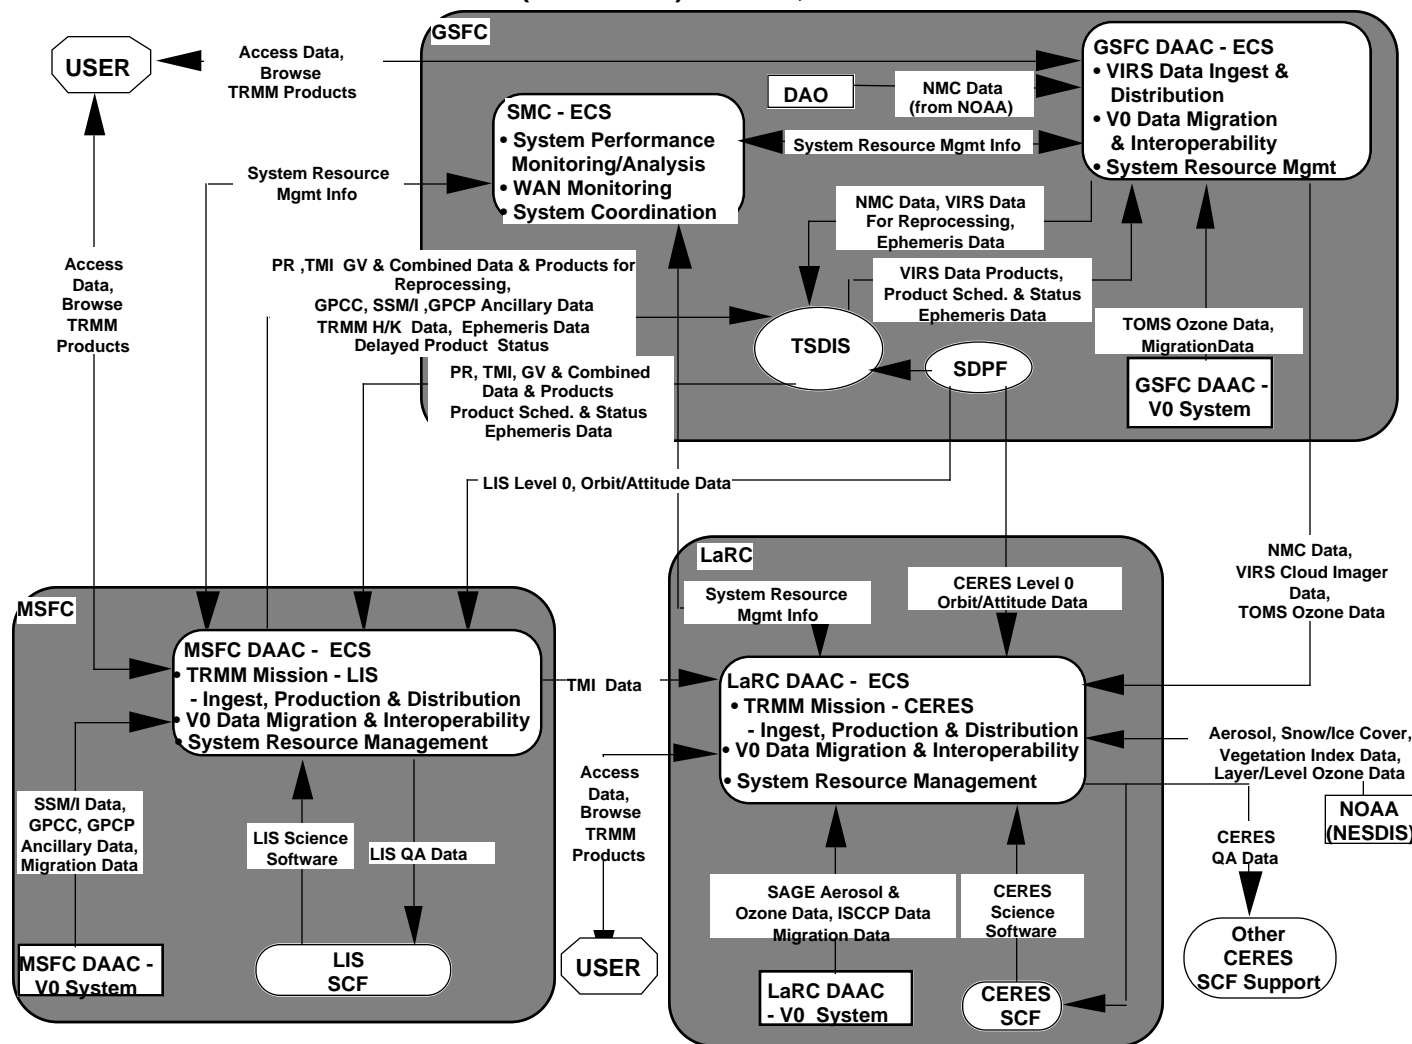 GSFC
USER
Access Data,
Browse
TRMM Products
GSFC DAAC - ECS
• VIRS Data Ingest &
Distribution
• V0 Data Migration
& Interoperability
• System Resource Mgmt
DAO
NMC Data
(from NOAA)
SMC - ECS
• System Performance
Monitoring/Analysis
• WAN Monitoring
• System Coordination
System Resource Mgmt Info
System Resource
Mgmt Info
NMC Data, VIRS Data
For Reprocessing,
Ephemeris Data
Access
Data,
Browse
TRMM
Products
PR ,TMI GV & Combined Data & Products for
Reprocessing,
GPCC, SSM/I ,GPCP Ancillary Data
TRMM H/K Data, Ephemeris Data
Delayed Product Status
VIRS Data Products,
Product Sched. & Status
Ephemeris Data
TOMS Ozone Data,
MigrationData
TSDIS
SDPF
PR, TMI, GV & Combined
Data & Products
Product Sched. & Status
Ephemeris Data
GSFC DAAC -
V0 System
LIS Level 0, Orbit/Attitude Data
LaRC
NMC Data,
VIRS Cloud Imager
Data,
TOMS Ozone Data
System Resource
Mgmt Info
CERES Level 0
Orbit/Attitude Data
MSFC
MSFC DAAC - ECS
• TRMM Mission - LIS
- Ingest, Production & Distribution
• V0 Data Migration & Interoperability
• System Resource Management
TMI Data
LaRC DAAC - ECS
• TRMM Mission - CERES
- Ingest, Production & Distribution
• V0 Data Migration & Interoperability
• System Resource Management
Aerosol, Snow/Ice Cover,
Vegetation Index Data,
Layer/Level Ozone Data
NOAA
(NESDIS)
Access
Data,
Browse
TRMM
Products
SSM/I Data,
GPCC, GPCP
Ancillary Data,
Migration Data
LIS Science
Software
LIS QA Data
CERES
QA Data
SAGE Aerosol &
Ozone Data, ISCCP Data
Migration Data
CERES
Science
Software
MSFC DAAC -
V0 System
LIS
SCF
USER
LaRC DAAC
- V0 System
CERES
SCF
Other
CERES
SCF Support